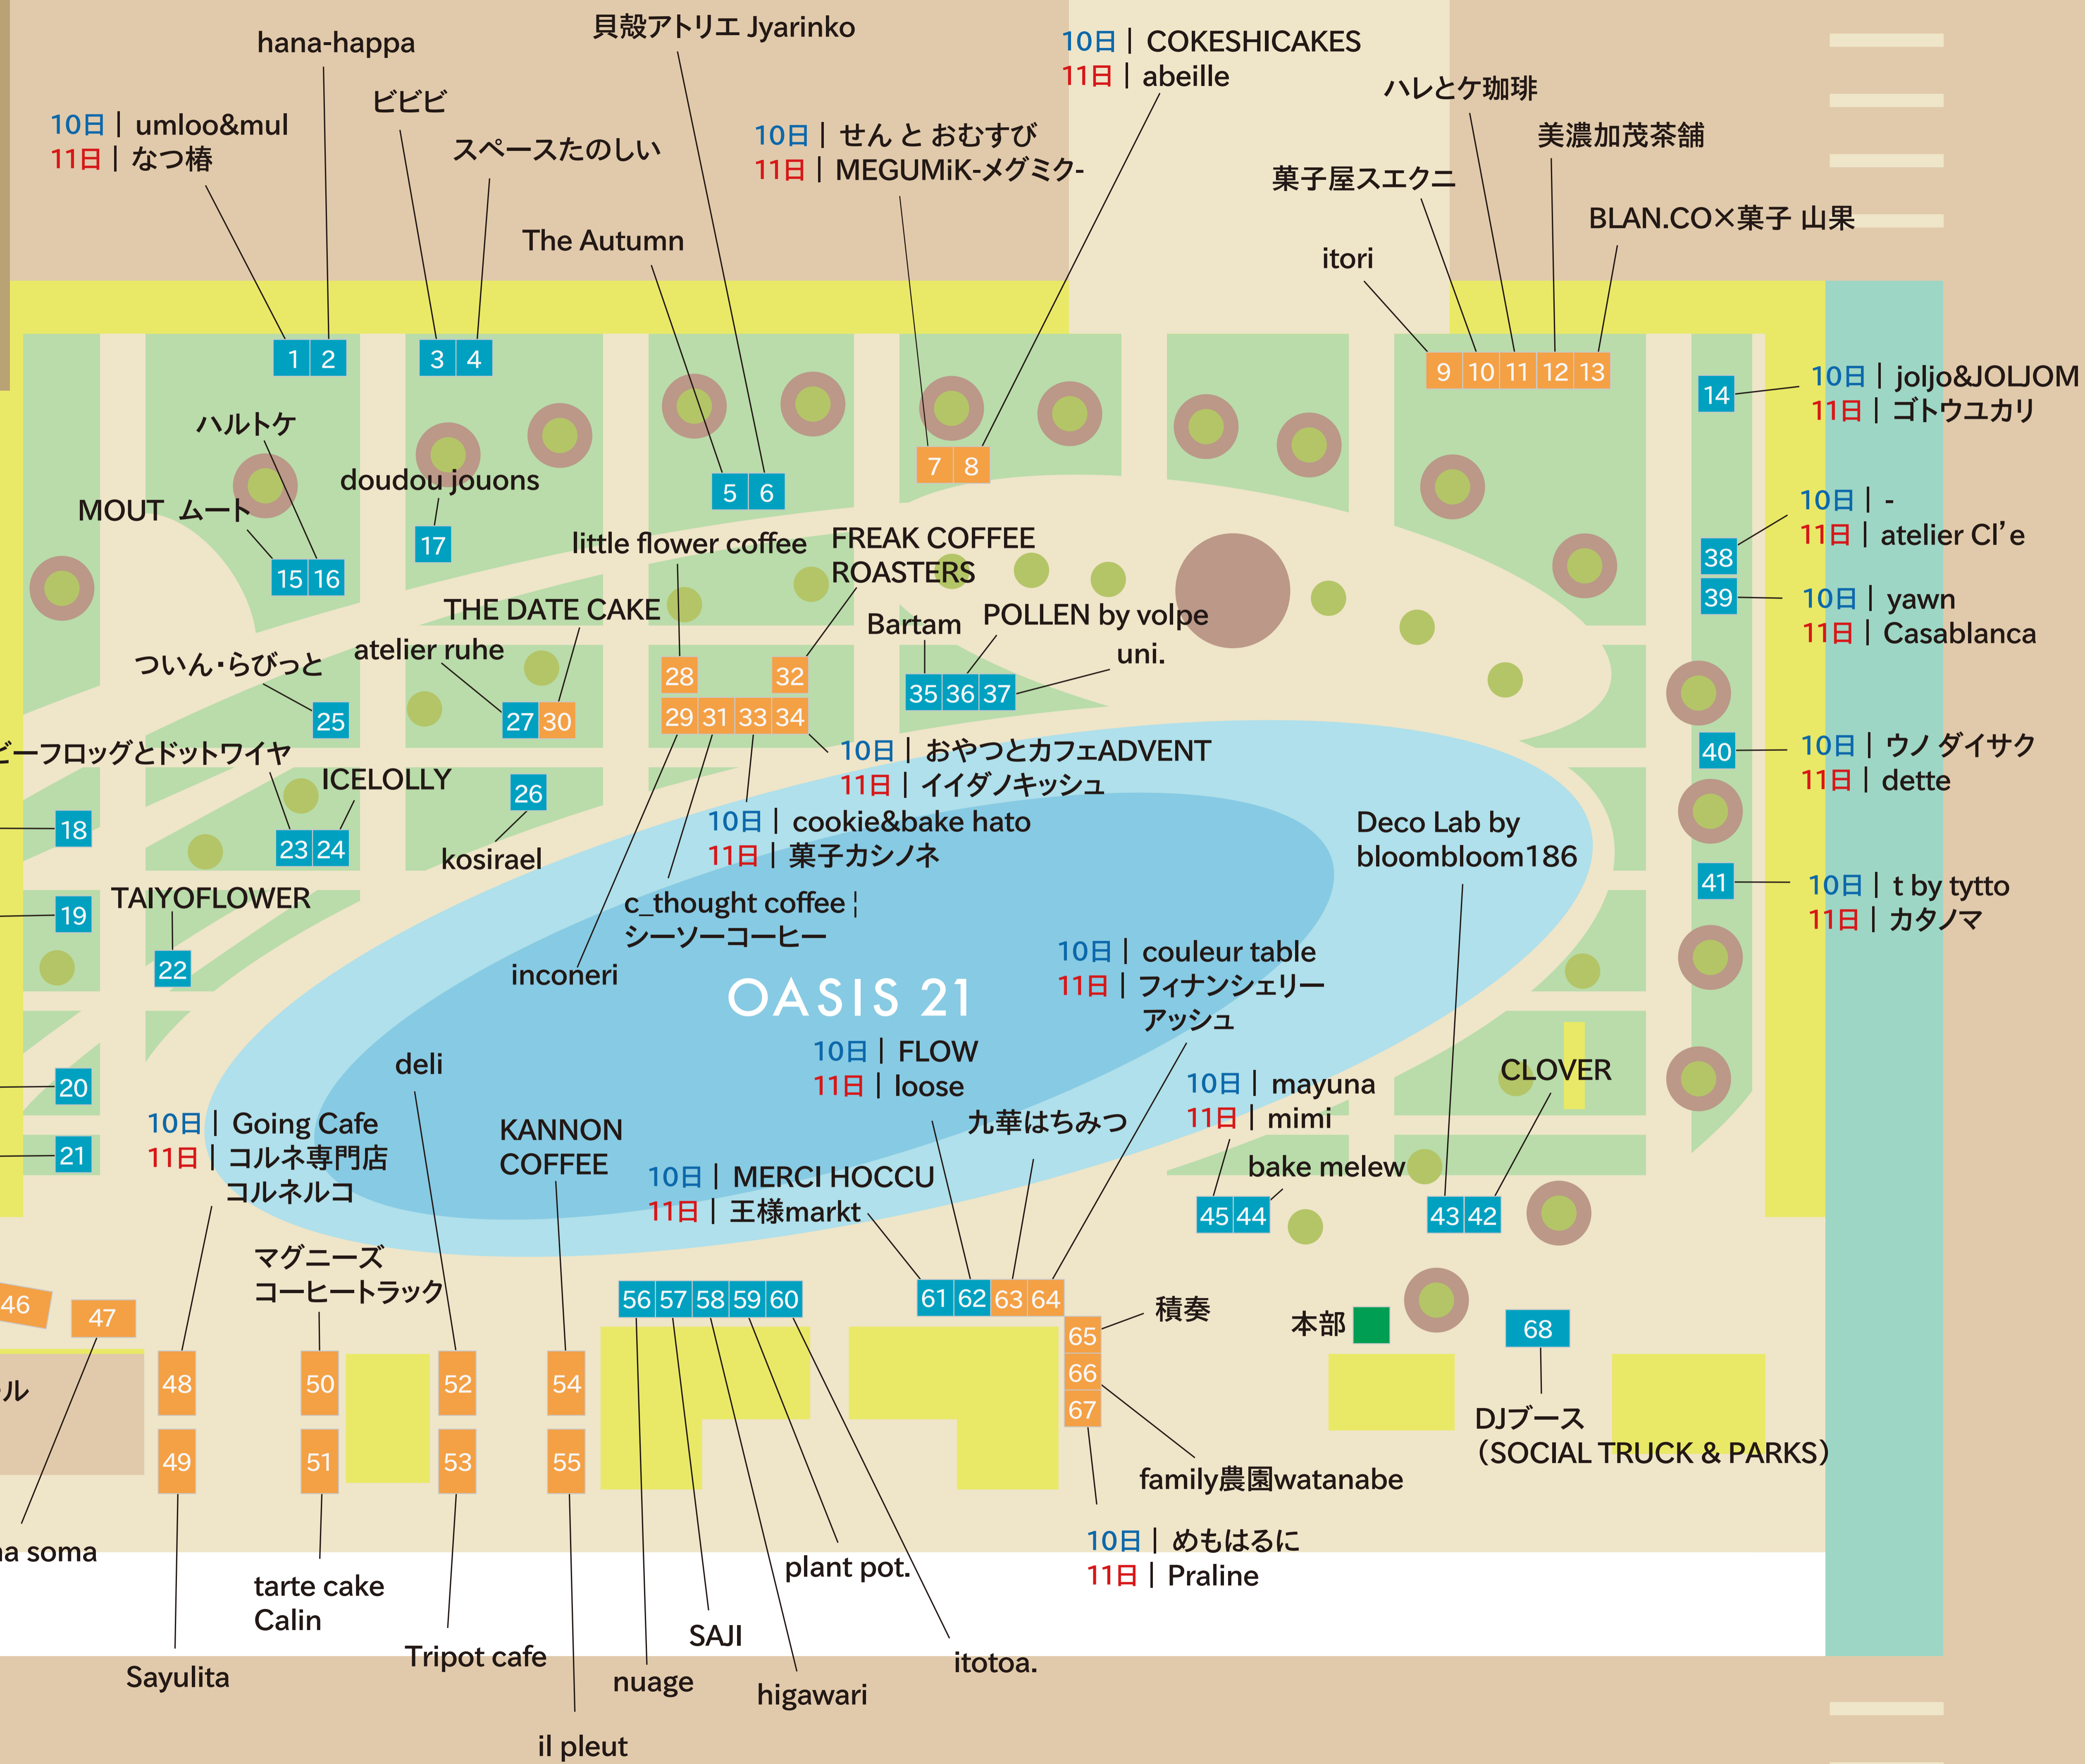 hana-happa
貝殻アトリエ Jyarinko
10日｜COKESHICAKES
11日｜abeille
ビビビ
ハレとケ珈琲
10日｜umloo&mul
11日｜なつ椿
スペースたのしい
10日｜せん と おむすび
11日｜MEGUMiK-メグミク-
美濃加茂茶舗
菓子屋スエクニ
BLAN.CO×菓子 山果
The Autumn
itori
1 2
3 4
5 6
7 8
9 10 11 12 13
14
10日｜joljo&JOLJOM
11日｜ゴトウユカリ
ハルトケ
doudou jouons
MOUT ムート
15 16
17
little flower coffee
FREAK COFFEE
ROASTERS
38
10日｜-
11日｜atelier Cl'e
39
10日｜yawn
11日｜Casablanca
THE DATE CAKE
atelier ruhe
Bartam
POLLEN by volpe
uni.
ついん・らびっと
25
27 30
28 32
29 31 33 34
35 36 37
ビーフロッグとドットワイヤ
ICELOLLY
26
10日｜おやつとカフェADVENT
11日｜イイダノキッシュ
40
10日｜ウノ ダイサク
11日｜dette
18
23 24
kosirael
10日｜cookie&bake hato
11日｜菓子カシノネ
Deco Lab by
bloombloom186
41
10日｜t by tytto
11日｜カタノマ
19
TAIYOFLOWER
22
c_thought coffee ¦
シーソーコーヒー
inconeri
OASIS 21
10日｜couleur table
11日｜フィナンシェリー
アッシュ
20
21
deli
10日｜FLOW
11日｜loose
10日｜mayuna
11日｜mimi
CLOVER
10日｜Going Cafe
11日｜コルネ専門店
コルネルコ
KANNON
COFFEE
九華はちみつ
10日｜MERCI HOCCU
11日｜王様markt
bake melew
45 44
43 42
マグニーズ
コーヒートラック
46
47
56 57 58 59 60
61 62 63 64
65
66
67
積奏
本部
68
48
49
50
51
52
53
54
55
ール
DJブース
（SOCIAL TRUCK & PARKS）
family農園watanabe
na soma
10日｜めもはるに
11日｜Praline
plant pot.
tarte cake
Calin
SAJI
Tripot cafe
itotoa.
Sayulita
nuage
higawari
il pleut